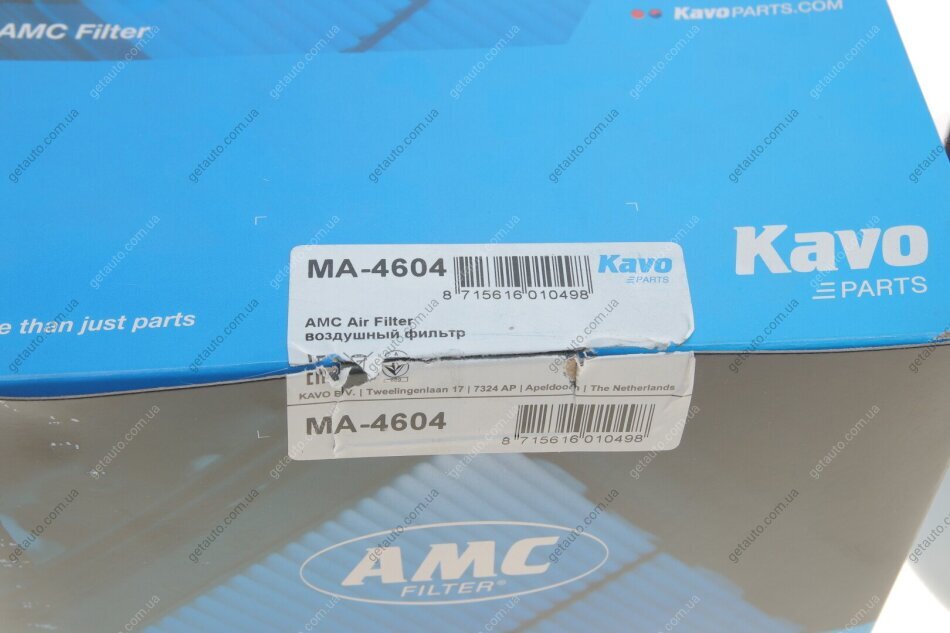 AMC Filter
KavoPARTS.COM
Kavo
PARTS
e than just parts
MA-4604
8 715616 010498
Kavo
PARTS
AMC Air Filter
воздушный фильтр
EAC
KAVO B.V. | Tweelingenlaan 17 | 7324 AP | Apeldoorn | The Netherlands
MA-4604
8 715616 010498
AMC
FILTER®
getauto.com.ua